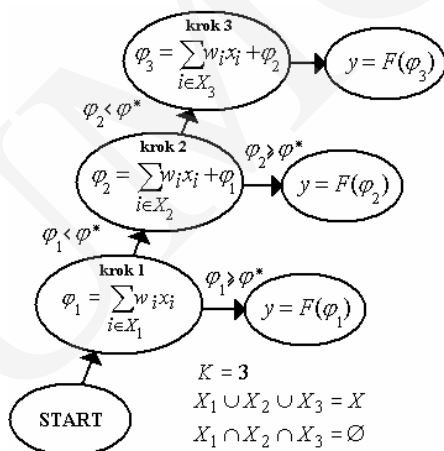 krok 3
φ₃ = ∑ wᵢxᵢ + φ₂
i∈X₃
y = F(φ₃)
φ₂ < φ*
krok 2
φ₂ = ∑ wᵢxᵢ + φ₁
i∈X₂
φ₂ ⩾ φ*
y = F(φ₂)
φ₁ < φ*
krok 1
φ₁ = ∑ wᵢxᵢ
i∈X₁
φ₁ ⩾ φ*
y = F(φ₁)
START
K = 3
X₁ ∪ X₂ ∪ X₃ = X
X₁ ∩ X₂ ∩ X₃ = ∅